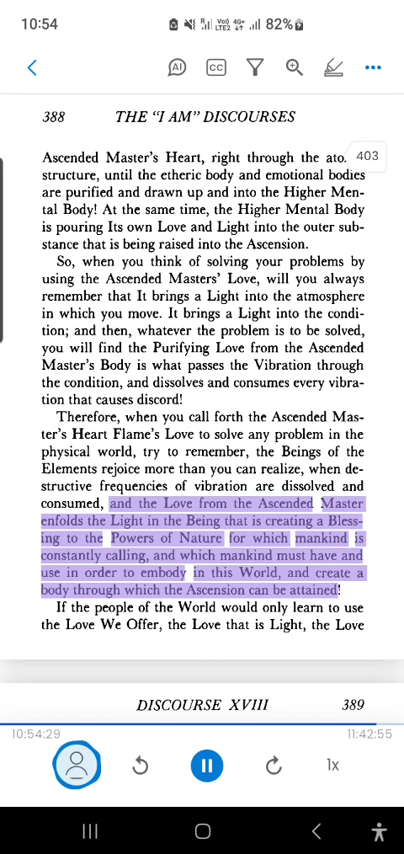 10:54
82%
AI
CC
388 THE “I AM” DISCOURSES
403
Ascended Master's Heart, right through the ato.
structure, until the etheric body and emotional bodies
are purified and drawn up and into the Higher Men-
tal Body! At the same time, the Higher Mental Body
is pouring Its own Love and Light into the outer sub-
stance that is being raised into the Ascension.
So, when you think of solving your problems by
using the Ascended Masters' Love, will you always
remember that It brings a Light into the atmosphere
in which you move. It brings a Light into the condi-
tion; and then, whatever the problem is to be solved,
you will find the Purifying Love from the Ascended
Master's Body is what passes the Vibration through
the condition, and dissolves and consumes every vibra-
tion that causes discord!
Therefore, when you call forth the Ascended Mas-
ter's Heart Flame's Love to solve any problem in the
physical world, try to remember, the Beings of the
Elements rejoice more than you can realize, when de-
structive frequencies of vibration are dissolved and
consumed, and the Love from the Ascended Master
enfolds the Light in the Being that is creating a Bless-
ing to the Powers of Nature for which mankind is
constantly calling, and which mankind must have and
use in order to embody in this World, and create a
body through which the Ascension can be attained!
If the people of the World would only learn to use
the Love We Offer, the Love that is Light, the Love
DISCOURSE XVIII 389
10:54:29 11:42:55
1x